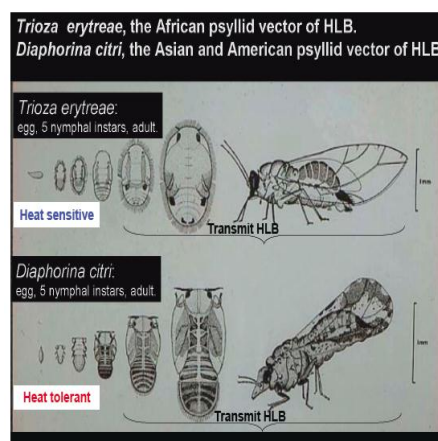 Trioza erytreae, the African psyllid vector of HLB.
Diaphorina citri, the Asian and American psyllid vector of HLB
Trioza erytreae:
egg, 5 nymphal instars, adult.
Heat sensitive
Transmit HLB
Diaphorina citri:
egg, 5 nymphal instars, adult.
Heat tolerant
Transmit HLB